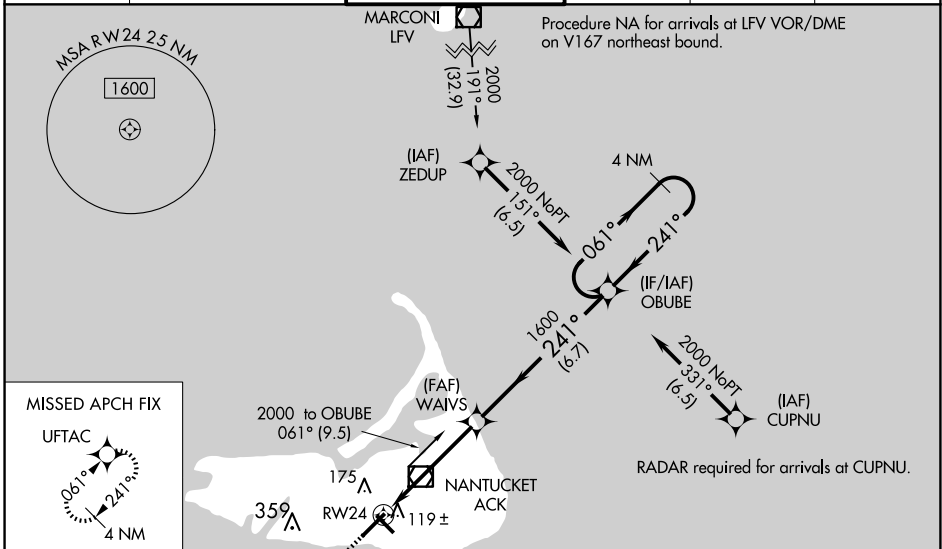 MARCONI
LFV
Procedure NA for arrivals at LFV VOR/DME
on V167 northeast bound.
MSA RW24 25 NM
1600
2000
191°
(32.9)
(IAF)
ZEDUP
2000 NoPT
151°
(6.5)
4 NM
061°
241°
(IF/IAF)
OBUBE
1600
241°
(6.7)
2000 NoPT
331°
(6.5)
(IAF)
CUPNU
RADAR required for arrivals at CUPNU.
(FAF)
WAIVS
2000 to OBUBE
061° (9.5)
NANTUCKET
ACK
175
359
RW24
119 ±
MISSED APCH FIX
UFTAC
061°
241°
4 NM